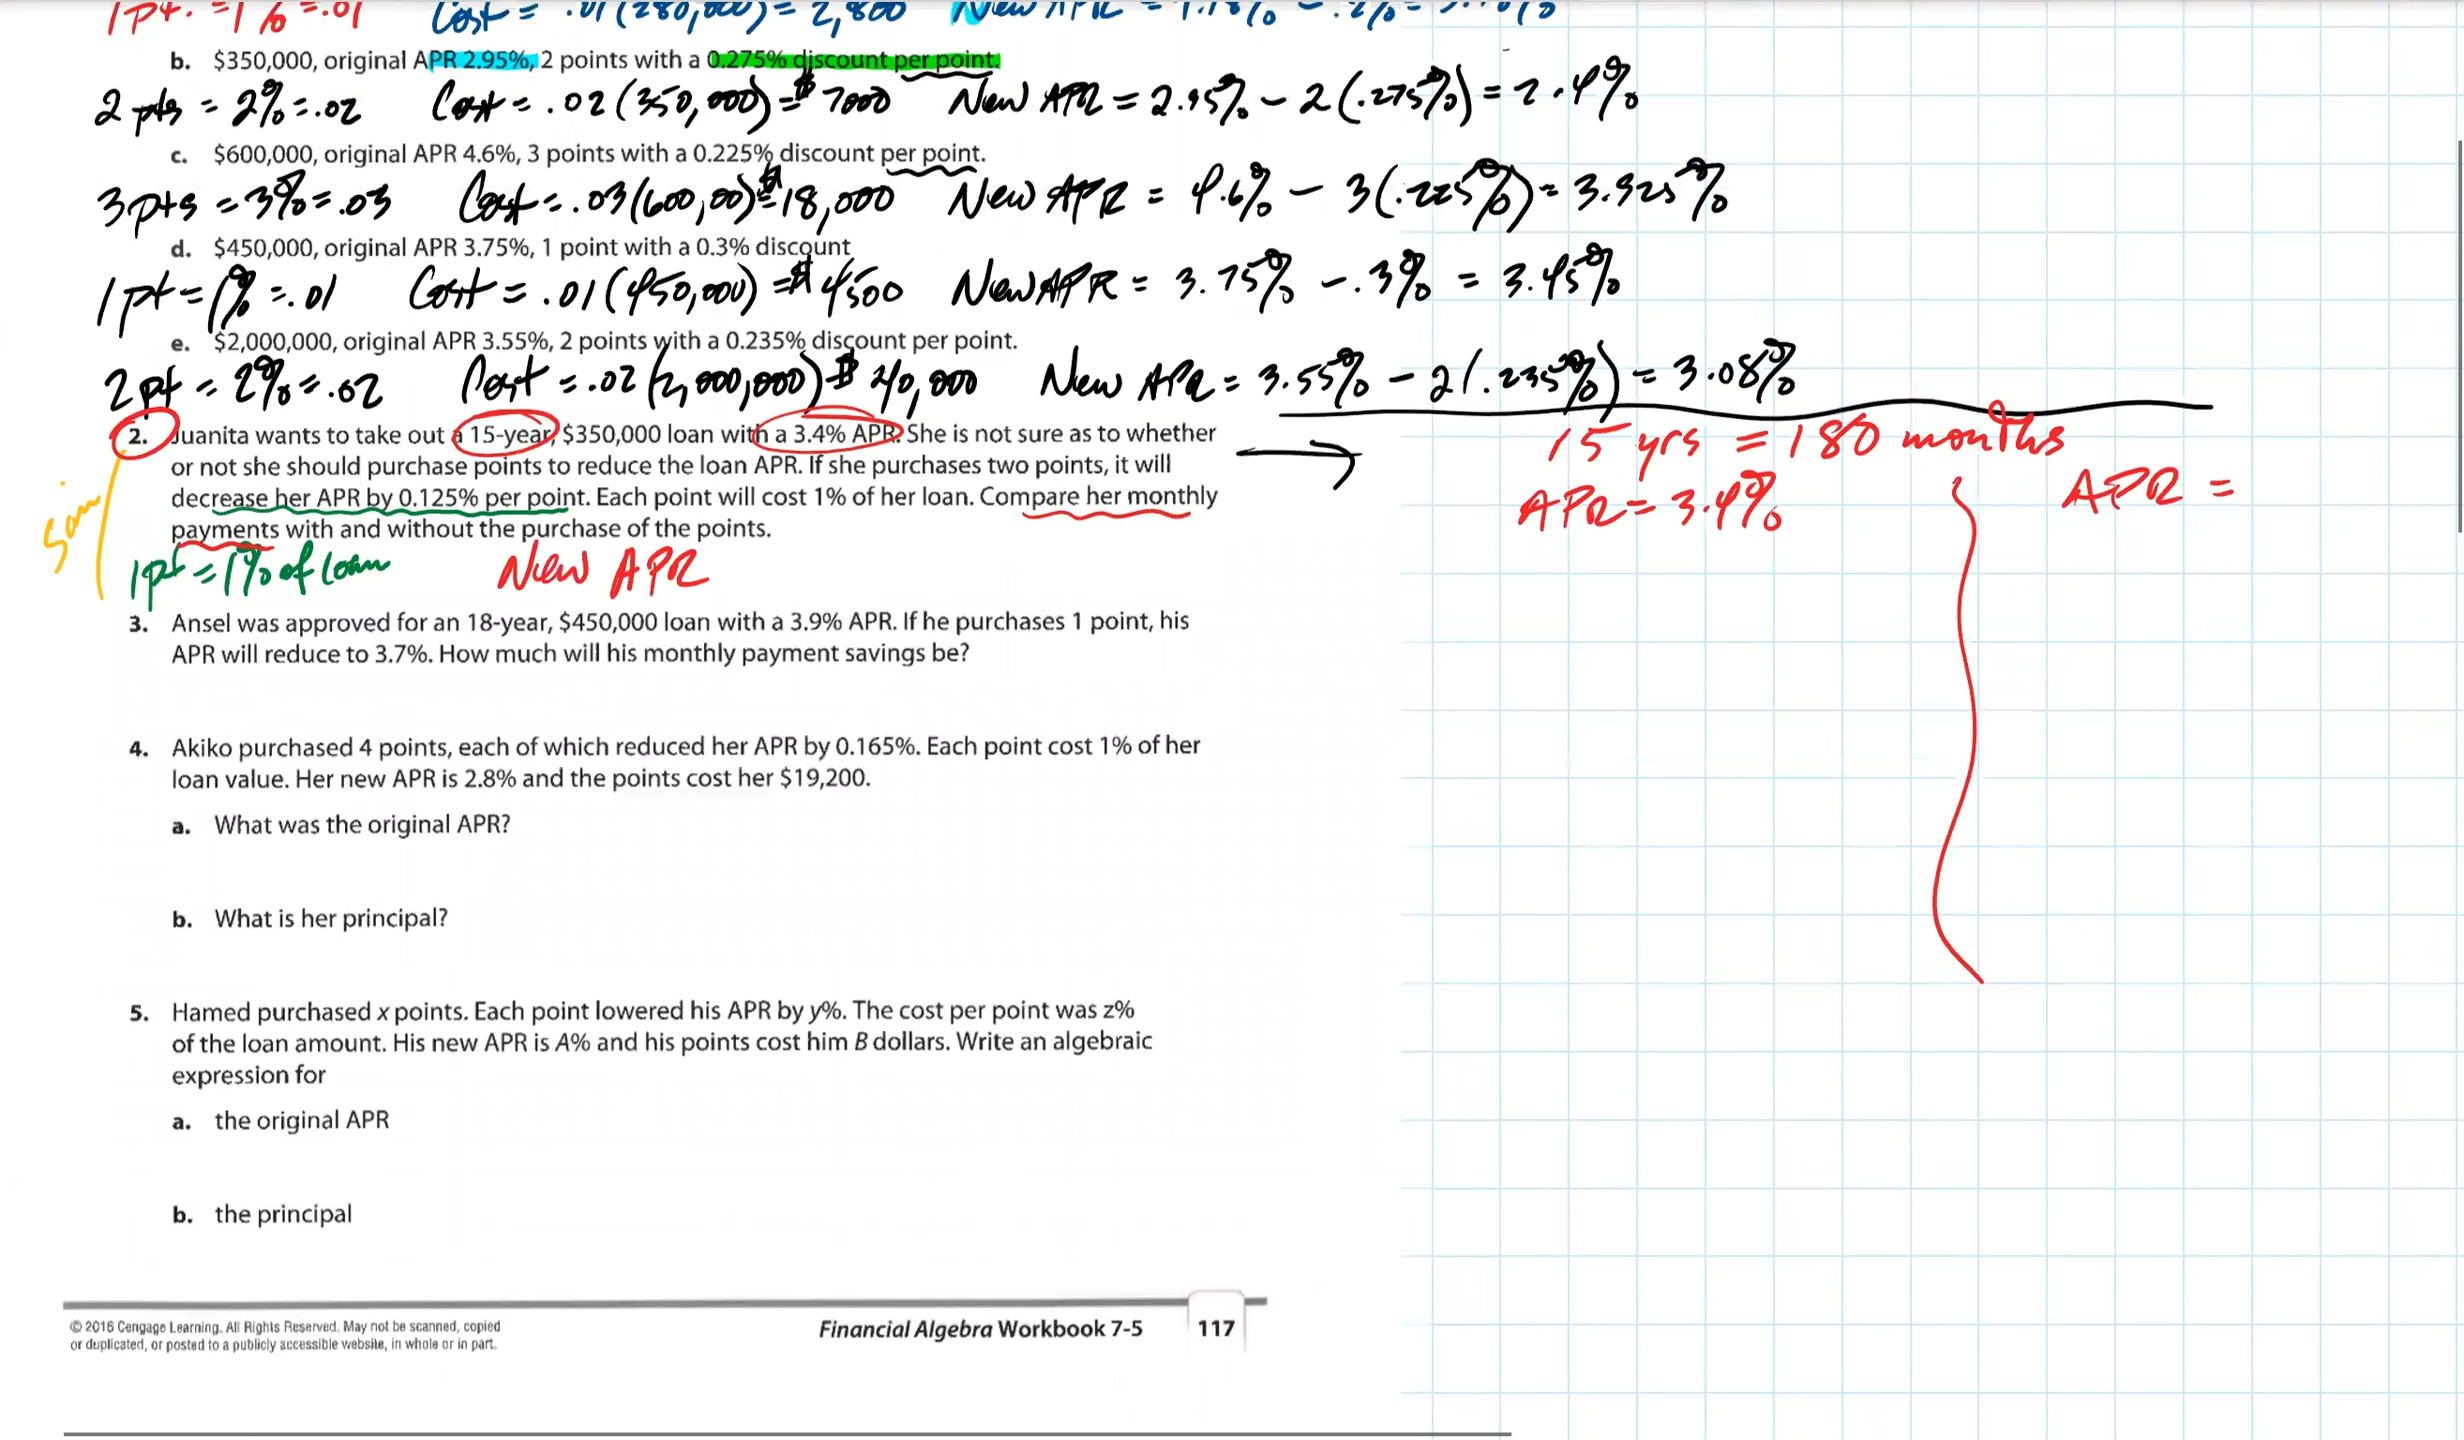 1pt. = 1% = .01 Cost = .01(280,000) = 2,800 New APR =
b. $350,000, original APR 2.95%, 2 points with a 0.275% discount per point.
2 pts = 2% = .02 Cost = .02(350,000) = $7000 New APR = 2.95% - 2(.275%) = 2.4%
c. $600,000, original APR 4.6%, 3 points with a 0.225% discount per point.
3pts = 3% = .03 Cost = .03(600,00) = $18,000 New APR = 4.6% - 3(.225%) = 3.925%
d. $450,000, original APR 3.75%, 1 point with a 0.3% discount
1pt = 1% = .01 Cost = .01(450,000) = $4500 New APR = 3.75% - .3% = 3.45%
e. $2,000,000, original APR 3.55%, 2 points with a 0.235% discount per point.
2pt = 2% = .02 Cost = .02(2,000,000) $40,000 New APR = 3.55% - 2(.235%) = 3.08%
2. Juanita wants to take out a 15-year, $350,000 loan with a 3.4% APR. She is not sure as to whether
or not she should purchase points to reduce the loan APR. If she purchases two points, it will
decrease her APR by 0.125% per point. Each point will cost 1% of her loan. Compare her monthly
payments with and without the purchase of the points.
1pt = 1% of loan New APR
15 yrs = 180 months
APR = 3.4% APR =
3. Ansel was approved for an 18-year, $450,000 loan with a 3.9% APR. If he purchases 1 point, his
APR will reduce to 3.7%. How much will his monthly payment savings be?
4. Akiko purchased 4 points, each of which reduced her APR by 0.165%. Each point cost 1% of her
loan value. Her new APR is 2.8% and the points cost her $19,200.
a. What was the original APR?
b. What is her principal?
5. Hamed purchased x points. Each point lowered his APR by y%. The cost per point was z%
of the loan amount. His new APR is A% and his points cost him B dollars. Write an algebraic
expression for
a. the original APR
b. the principal
© 2016 Cengage Learning. All Rights Reserved. May not be scanned, copied
or duplicated, or posted to a publicly accessible website, in whole or in part.
Financial Algebra Workbook 7-5 117